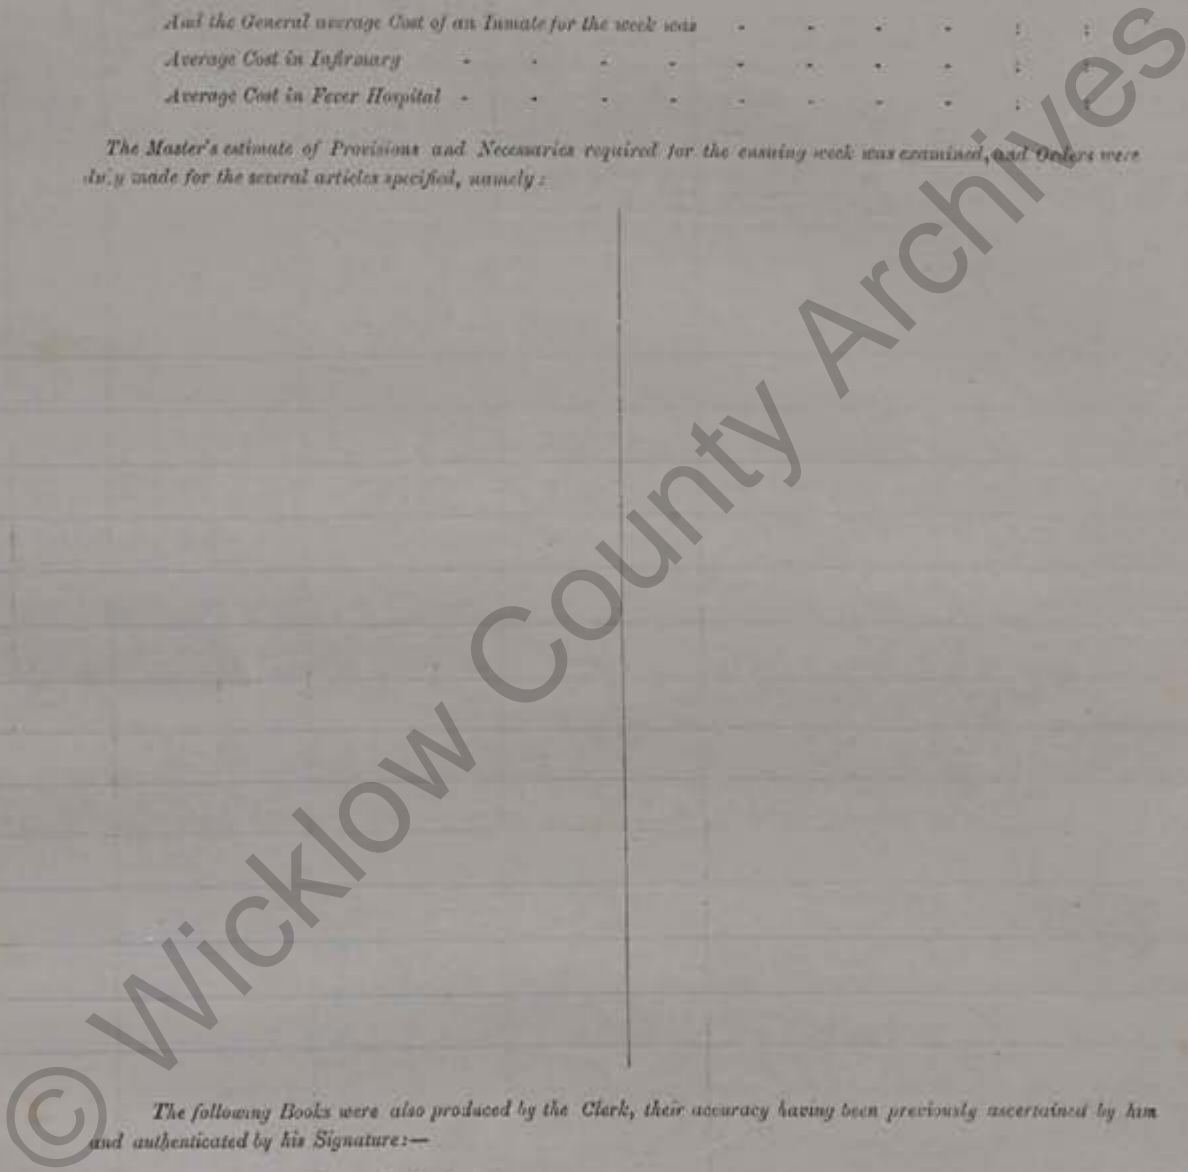 And the General average Cost of an Inmate for the week was - - - - : :
Average Cost in Infirmary - - - - - - - - : :
Average Cost in Fever Hospital - - - - - - - - : :
The Master's estimate of Provisions and Necessaries required for the ensuing week was examined, and Orders were
duly made for the several articles specified, namely:
© Wicklow County Archives
The following Books were also produced by the Clerk, their accuracy having been previously ascertained by him
and authenticated by his Signature:—